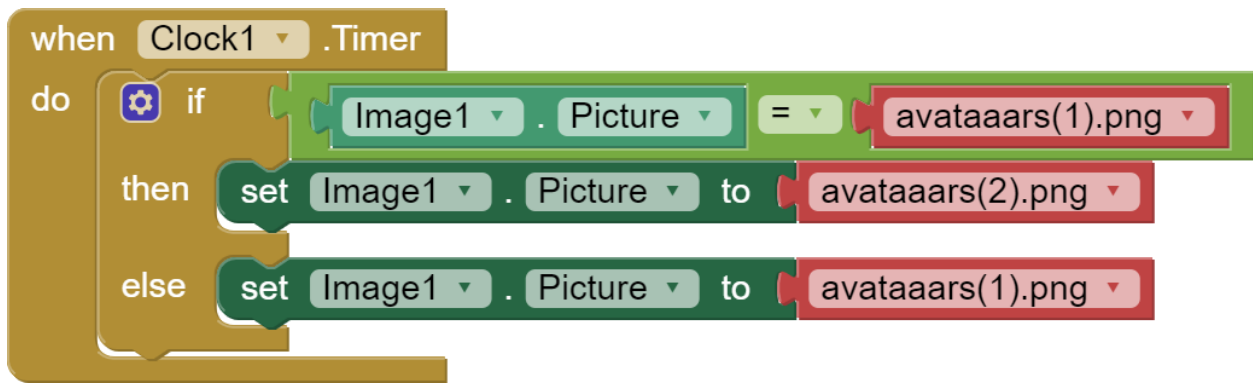 when Clock1 .Timer
do if Image1 . Picture = avataaars(1).png
then set Image1 . Picture to avataaars(2).png
else set Image1 . Picture to avataaars(1).png